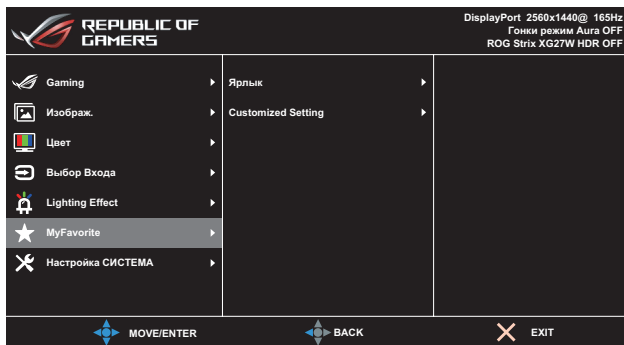 REPUBLIC OF
GAMERS
DisplayPort 2560x1440@ 165Hz
Гонки режим Aura OFF
ROG Strix XG27W HDR OFF
Gaming
Изображ.
Цвет
Выбор Входа
Lighting Effect
MyFavorite
Настройка СИСТЕМА
Ярлык
Customized Setting
MOVE/ENTER
BACK
EXIT